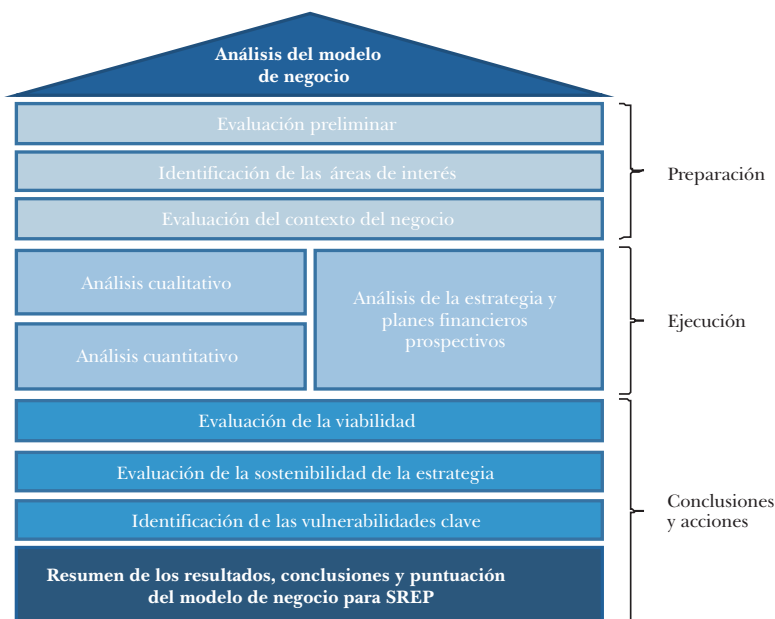 Análisis del modelo
de negocio
Evaluación preliminar
Identificación de las áreas de interés
Evaluación del contexto del negocio
Preparación
Análisis cualitativo
Análisis cuantitativo
Análisis de la estrategia y
planes financieros
prospectivos
Ejecución
Evaluación de la viabilidad
Evaluación de la sostenibilidad de la estrategia
Identificación de las vulnerabilidades clave
Resumen de los resultados, conclusiones y puntuación
del modelo de negocio para SREP
Conclusiones
y acciones